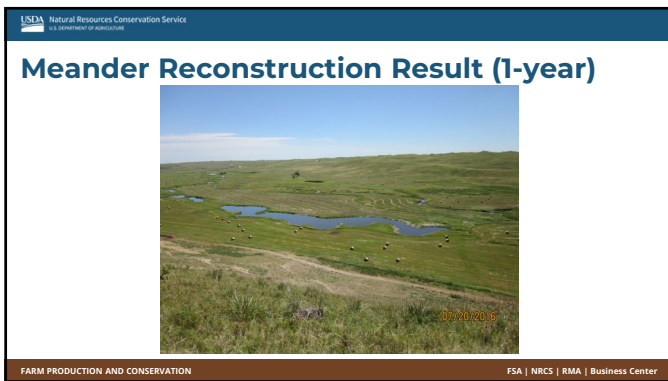 USDA Natural Resources Conservation Service
U.S. DEPARTMENT OF AGRICULTURE
Meander Reconstruction Result (1-year)
07/20/2016
FARM PRODUCTION AND CONSERVATION
FSA | NRCS | RMA | Business Center